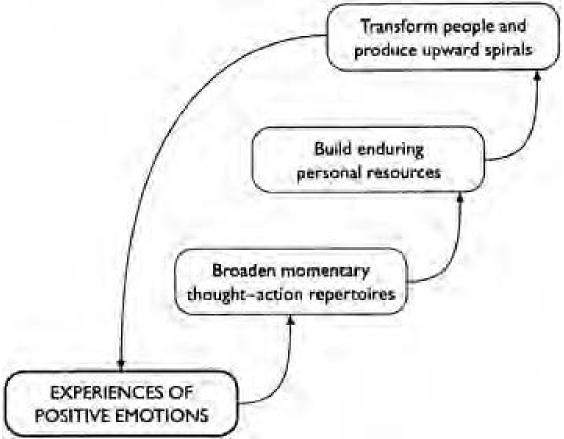 Transform people and
produce upward spirals
Build enduring
personal resources
Broaden momentary
thought–action repertoires
EXPERIENCES OF
POSITIVE EMOTIONS